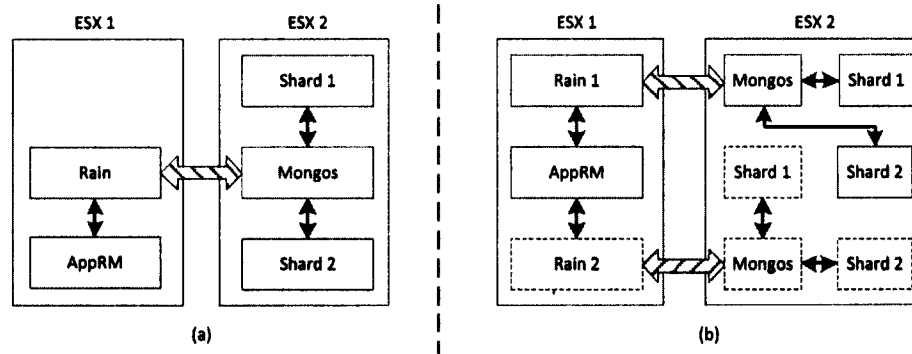 ESX 1
ESX 2
Shard 1
Rain
Mongos
AppRM
Shard 2
(a)
ESX 1
ESX 2
Rain 1
Mongos
Shard 1
AppRM
Shard 1
Shard 2
Rain 2
Mongos
Shard 2
(b)